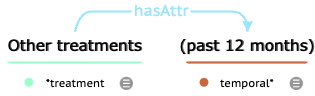 hasAttr
Other treatments (past 12 months)
*treatment temporal*